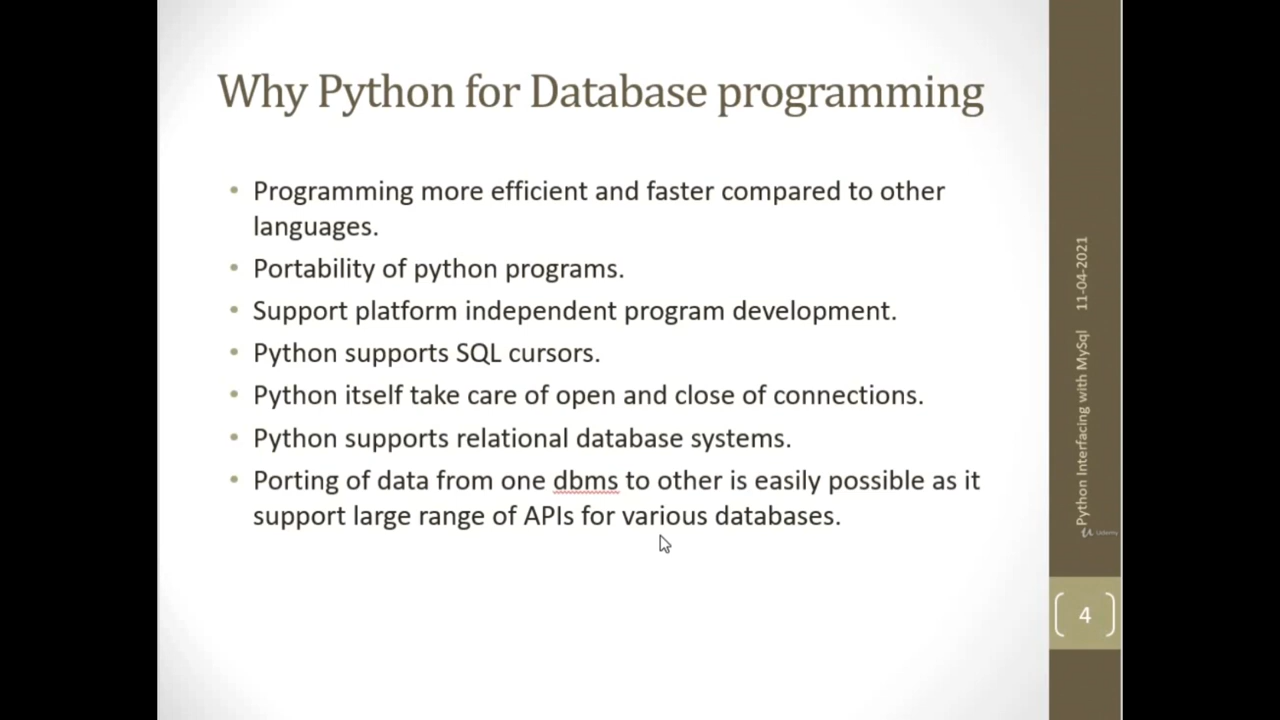 Why Python for Database programming
• Programming more efficient and faster compared to other
languages.
• Portability of python programs.
• Support platform independent program development.
• Python supports SQL cursors.
• Python itself take care of open and close of connections.
• Python supports relational database systems.
• Porting of data from one dbms to other is easily possible as it
support large range of APIs for various databases.
Python Interfacing with MySql 11-04-2021
Udemy
4